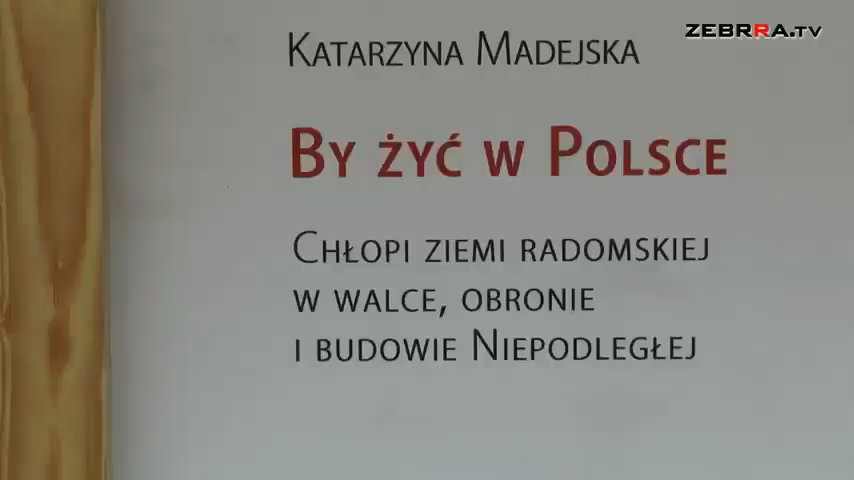 ZEBRRA.TV
KATARZYNA MADEJSKA
BY ŻYĆ W POLSCE
CHŁOPI ZIEMI RADOMSKIEJ
W WALCE, OBRONIE
I BUDOWIE NIEPODLEGŁEJ